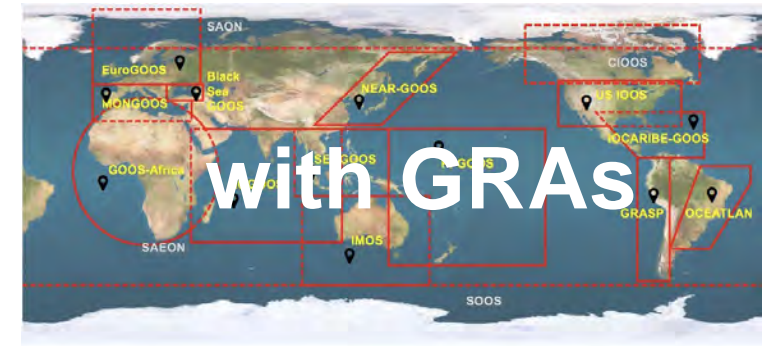 SAON
EuroGOOS
Black
Sea
GOOS
MONGOOS
NEAR-GOOS
CIOOS
US IOOS
IOCARIBE-GOOS
GOOS-Africa
with GRAs
GRASP
OCEATLAN
SAEON
IMOS
SOOS